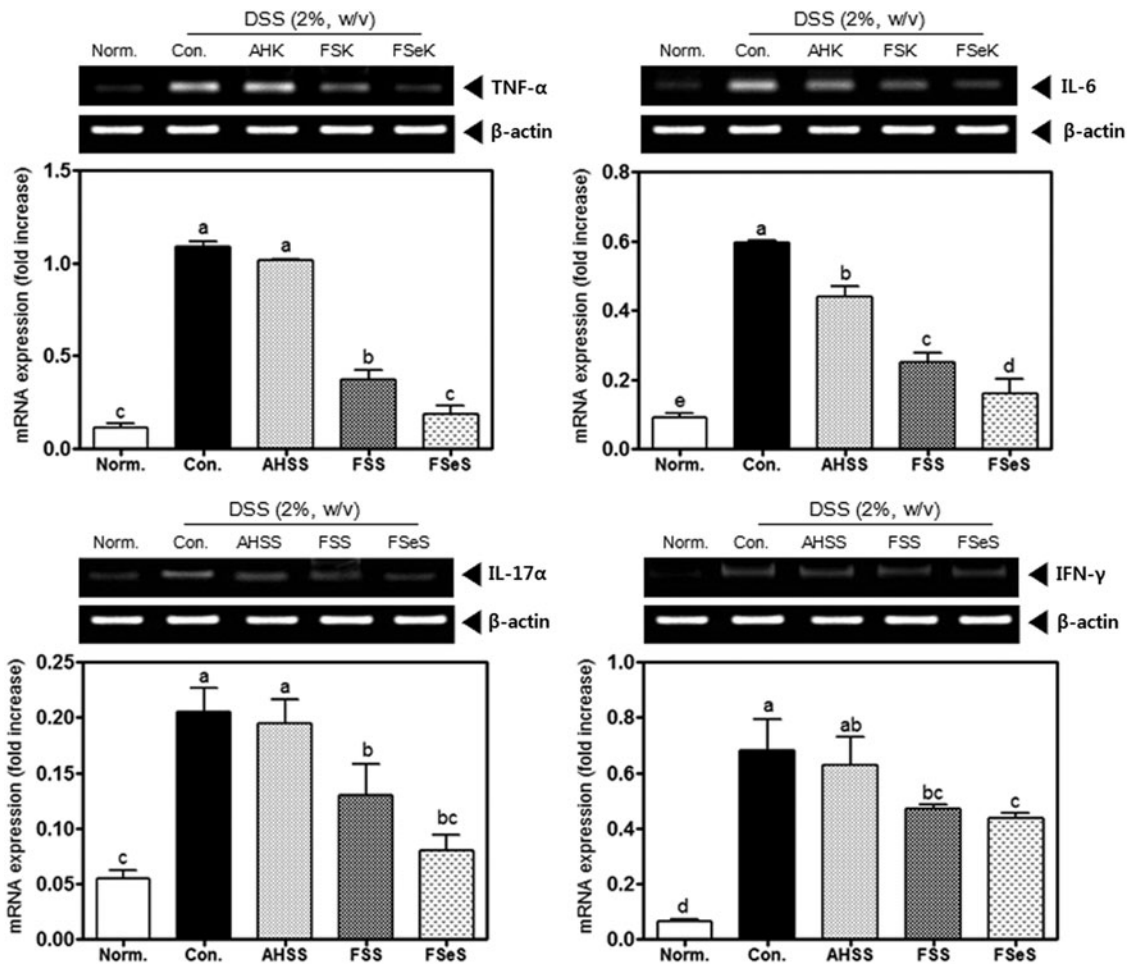 DSS (2%, w/v)
Norm. Con. AHK FSK FSeK
TNF-α
β-actin
mRNA expression (fold increase)
1.5
1.0
0.5
0.0
c a a b c
Norm. Con. AHSS FSS FSeS
DSS (2%, w/v)
Norm. Con. AHK FSK FSeK
IL-6
β-actin
mRNA expression (fold increase)
0.8
0.6
0.4
0.2
0.0
e a b c d
Norm. Con. AHSS FSS FSeS
DSS (2%, w/v)
Norm. Con. AHSS FSS FSeS
IL-17α
β-actin
mRNA expression (fold increase)
0.25
0.20
0.15
0.10
0.05
0.00
c a a b bc
Norm. Con. AHSS FSS FSeS
DSS (2%, w/v)
Norm. Con. AHSS FSS FSeS
IFN-γ
β-actin
mRNA expression (fold increase)
1.0
0.8
0.6
0.4
0.2
0.0
d a ab bc c
Norm. Con. AHSS FSS FSeS